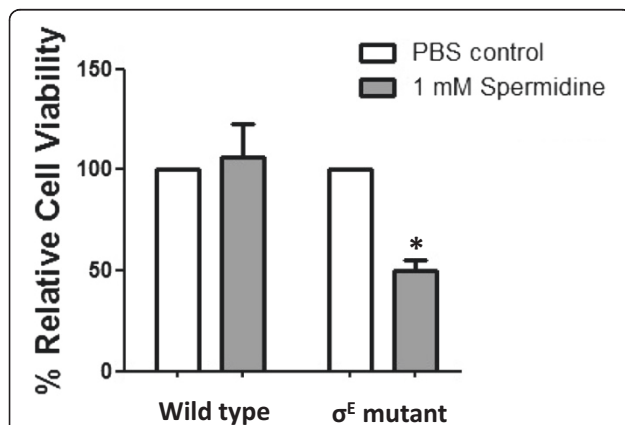 PBS control
1 mM Spermidine
% Relative Cell Viability
150
100
50
0
*
Wild type
σᴱ mutant